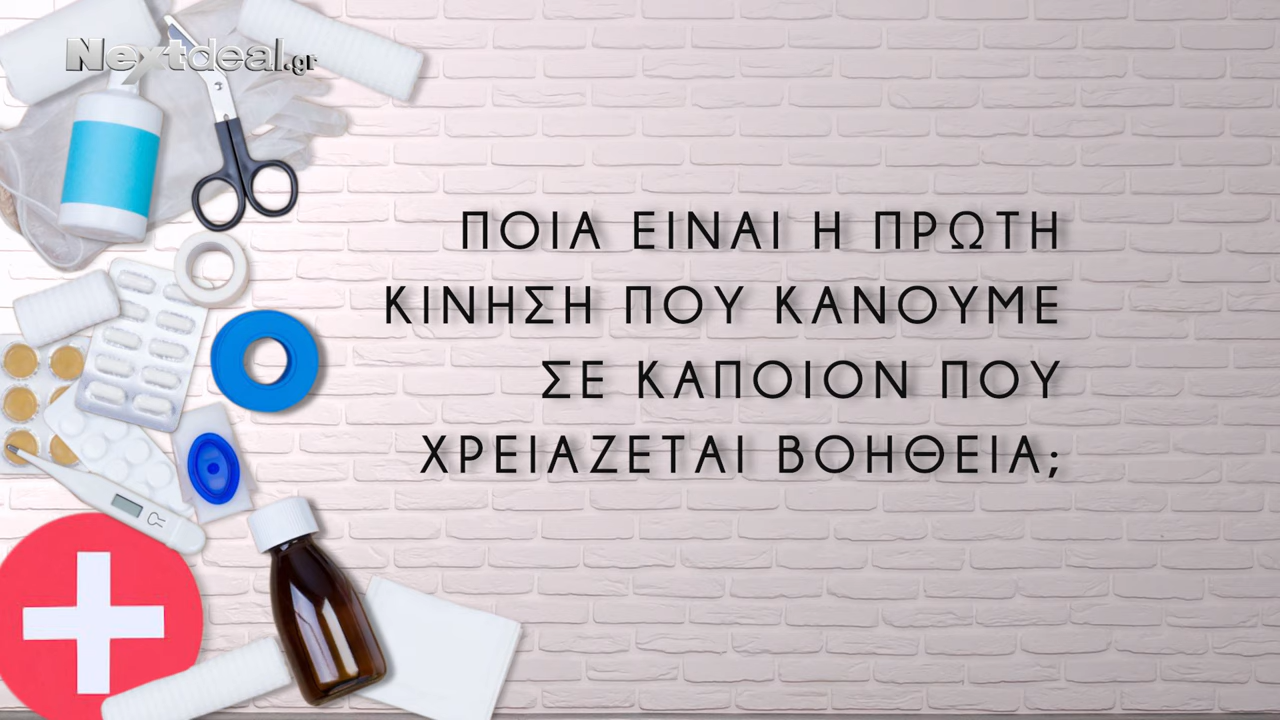 Nextdeal.gr
ΠΟΙΑ ΕΙΝΑΙ Η ΠΡΩΤΗ
ΚΙΝΗΣΗ ΠΟΥ ΚΑΝΟΥΜΕ
ΣΕ ΚΑΠΟΙΟΝ ΠΟΥ
ΧΡΕΙΑΖΕΤΑΙ ΒΟΗΘΕΙΑ;